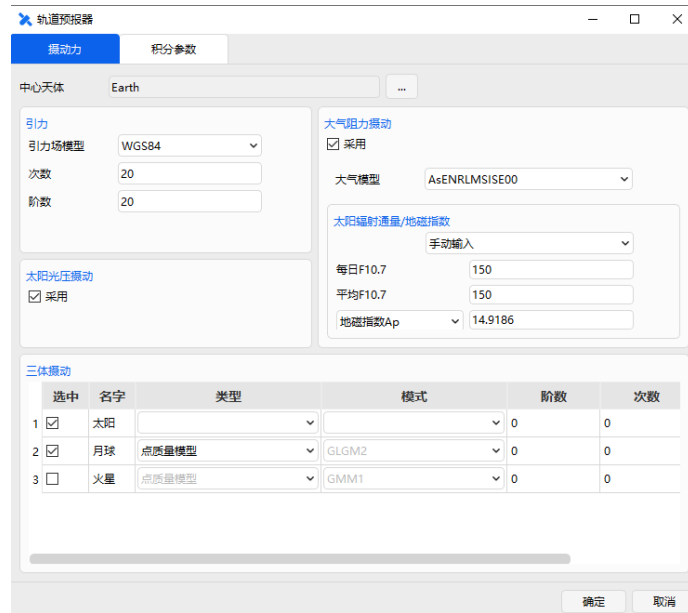 轨道预报器
摄动力 积分参数
中心天体 Earth ...
引力
引力场模型 WGS84
次数 20
阶数 20
太阳光压摄动
采用
大气阻力摄动
采用
大气模型 AsENRLMSISE00
太阳辐射通量/地磁指数
手动输入
每日F10.7 150
平均F10.7 150
地磁指数Ap 14.9186
三体摄动
选中 名字 类型 模式 阶数 次数
1 太阳 0 0
2 月球 点质量模型 GLGM2 0 0
3 火星 点质量模型 GMM1 0 0
确定 取消